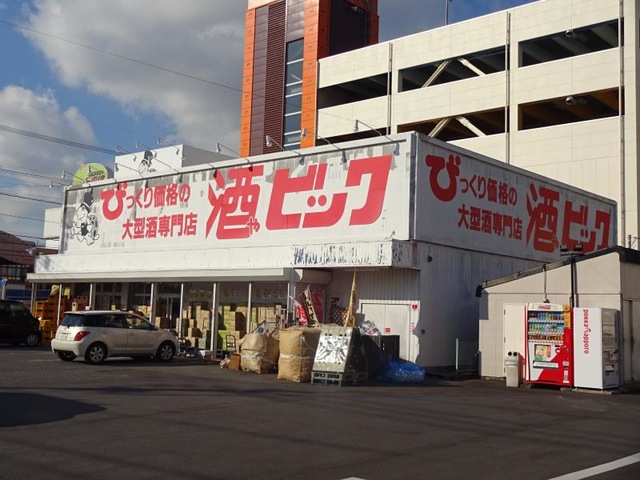 びっくり価格の
大型酒専門店
酒やビック
びっくり価格の
大型酒専門店
酒やビック
Coca-Cola
pokka sapporo